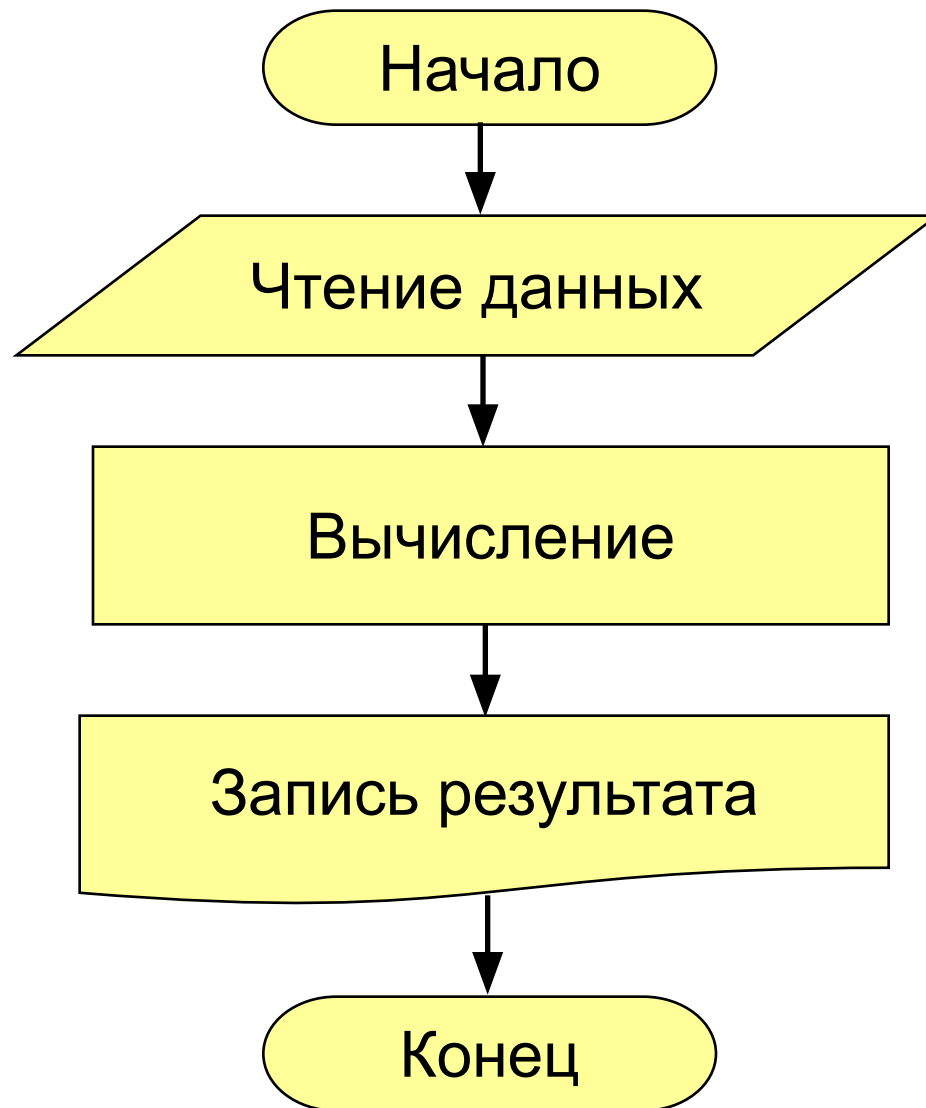 Начало
Чтение данных
Вычисление
Запись результата
Конец